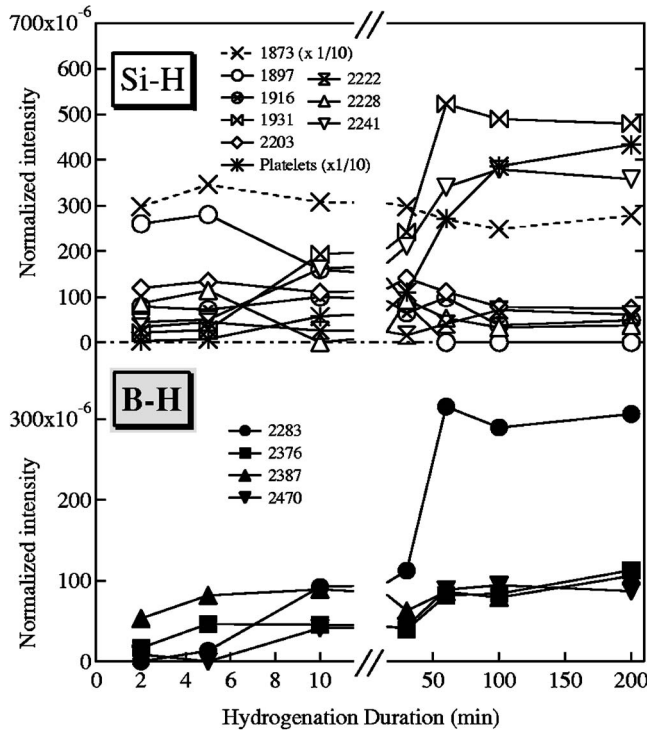 700x10-6
600
500
400
300
200
100
0
Normalized intensity
Si-H
1873 (x 1/10)
1897
1916
1931
2203
Platelets (x1/10)
2222
2228
2241
B-H
300x10-6
200
100
0
Normalized intensity
2283
2376
2387
2470
0 2 4 6 8 10 50 100 150 200
Hydrogenation Duration (min)